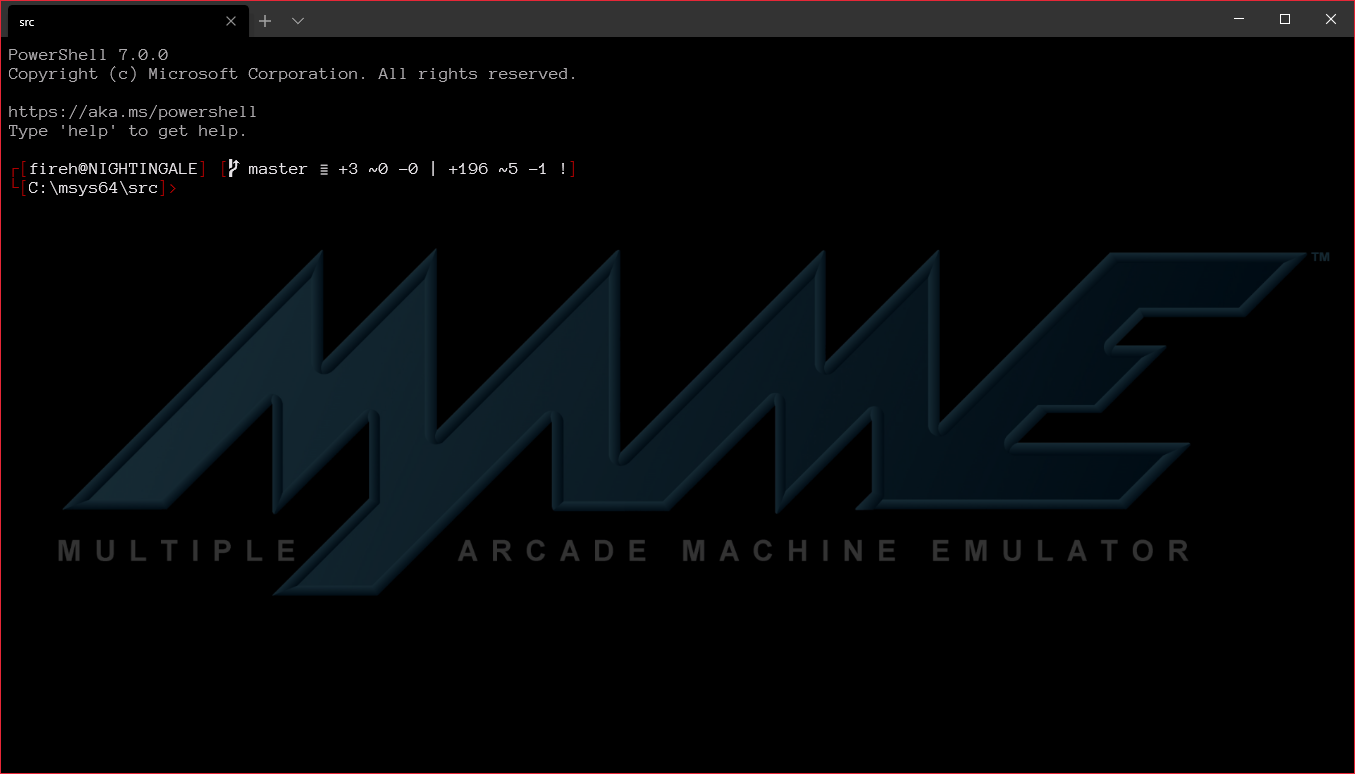 src
PowerShell 7.0.0
Copyright (c) Microsoft Corporation. All rights reserved.
https://aka.ms/powershell
Type 'help' to get help.
┌[fireh@NIGHTINGALE] [ master ≣ +3 ~0 -0 | +196 ~5 -1 !]
└[C:\msys64\src]>
MAME TM
MULTIPLE ARCADE MACHINE EMULATOR